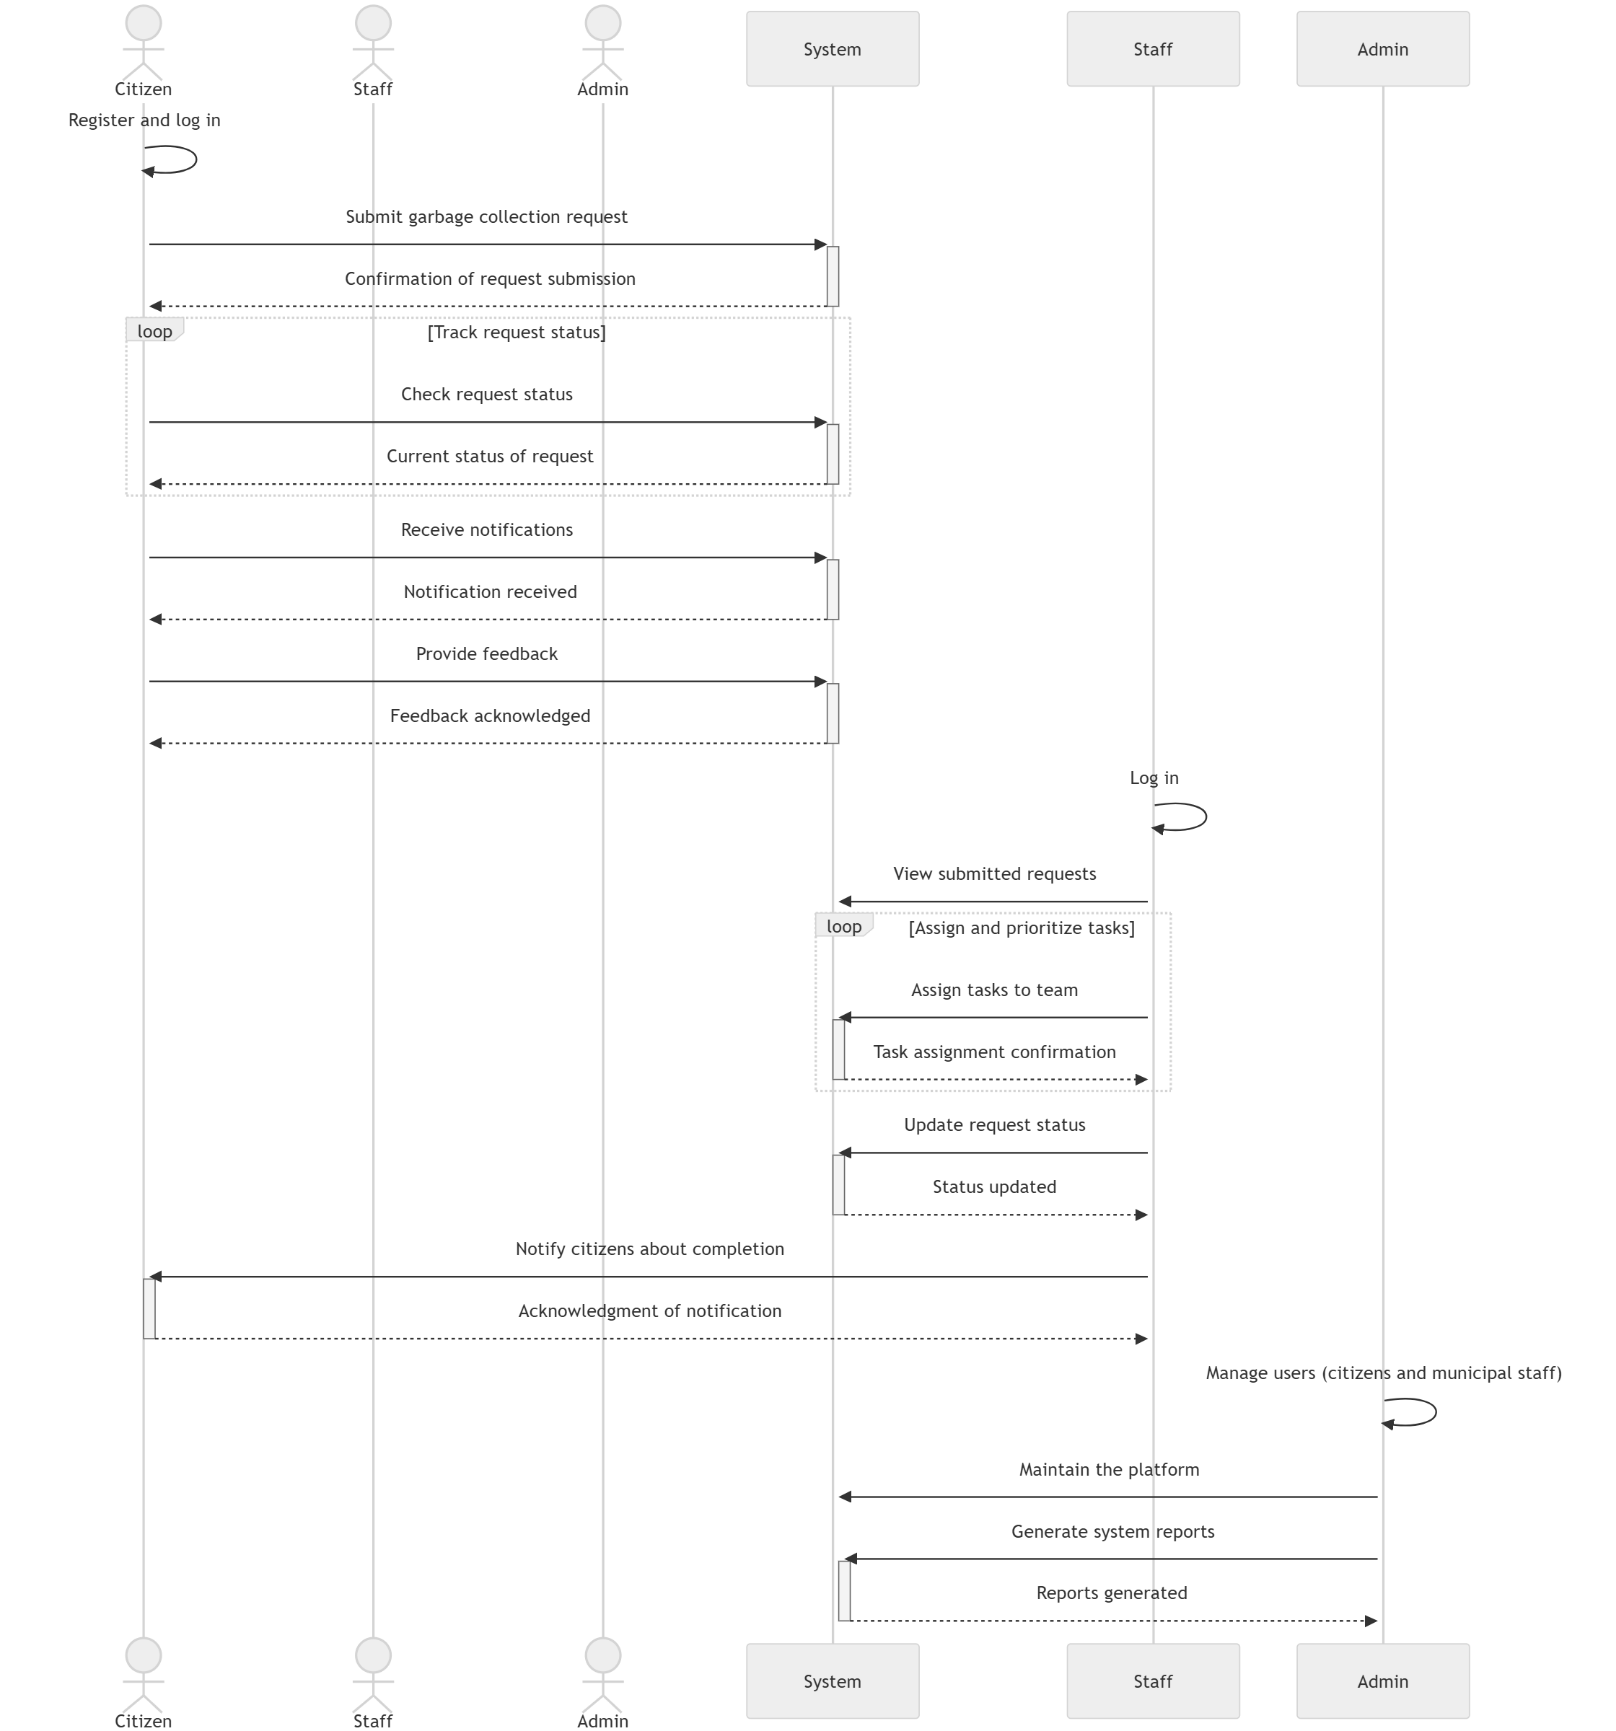 Citizen
Staff
Admin
System
Staff
Admin
Register and log in
Submit garbage collection request
Confirmation of request submission
loop
[Track request status]
Check request status
Current status of request
Receive notifications
Notification received
Provide feedback
Feedback acknowledged
Log in
View submitted requests
loop
[Assign and prioritize tasks]
Assign tasks to team
Task assignment confirmation
Update request status
Status updated
Notify citizens about completion
Acknowledgment of notification
Manage users (citizens and municipal staff)
Maintain the platform
Generate system reports
Reports generated
Citizen
Staff
Admin
System
Staff
Admin